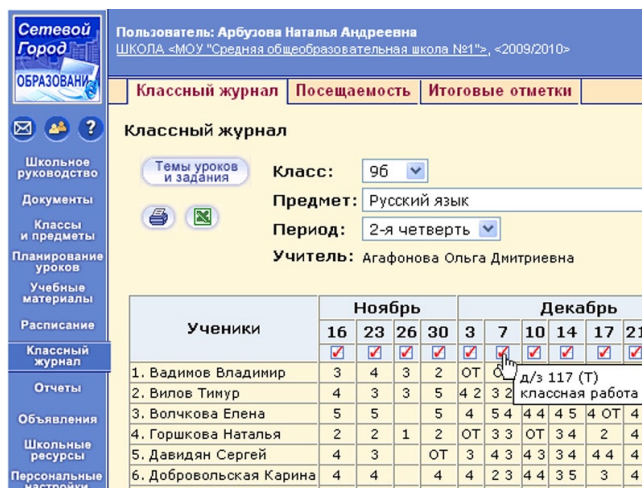 Сетевой
Город
ОБРАЗОВАНИ
Пользователь: Арбузова Наталья Андреевна
ШКОЛА <МОУ "Средняя общеобразовательная школа №1">, <2009/2010>
Классный журнал Посещаемость Итоговые отметки
?
Школьное
руководство
Документы
Классы
и предметы
Планирование
уроков
Учебные
материалы
Расписание
Классный
журнал
Отчеты
Объявления
Школьные
ресурсы
Персональные
настройки
Классный журнал
Темы уроков
и задания
Класс: 9б
Предмет: Русский язык
Период: 2-я четверть
Учитель: Агафонова Ольга Дмитриевна
Ноябрь Декабрь
Ученики 16 23 26 30 3 7 10 14 17 21
1. Вадимов Владимир 3 4 3 2 ОТ
д/з 117 (Т)
классная работа
2. Вилов Тимур 4 3 3 5 4 2 3 2
3. Волчкова Елена 5 5 5 4 5 4 4 4 4 5 4 ОТ 4
4. Горшкова Наталья 2 2 1 2 ОТ 3 3 ОТ 3 4 2 4
5. Давидян Сергей 4 3 ОТ 3 4 3 4 3 3 4 4 4 4
6. Добровольская Карина 4 4 4 4 2 3 4 4 3 5 3 4